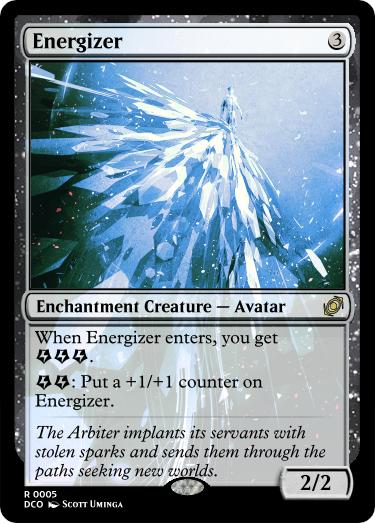 Energizer 3
Enchantment Creature — Avatar
When Energizer enters, you get
.
: Put a +1/+1 counter on
Energizer.
The Arbiter implants its servants with
stolen sparks and sends them through the
paths seeking new worlds.
2/2
R 0005
DCO Scott Uminga